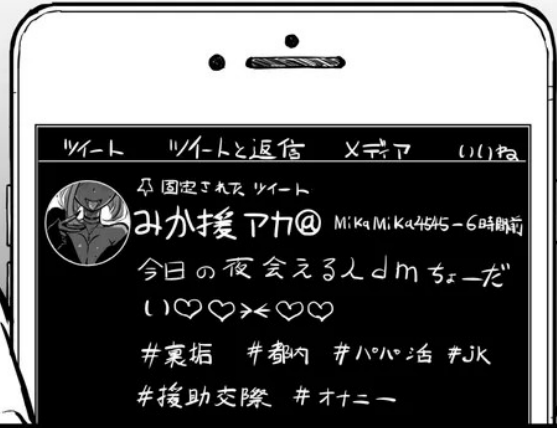 ツイート ツイートと返信 メディア いいね
固定されたツイート
みか援アカ@ MiKaMiKa4545-6時間前
今日の夜会える人dmちょーだ
い♡♡><♡♡
#裏垢 #都内 #パパ活 #jK
#援助交際 #オナニー